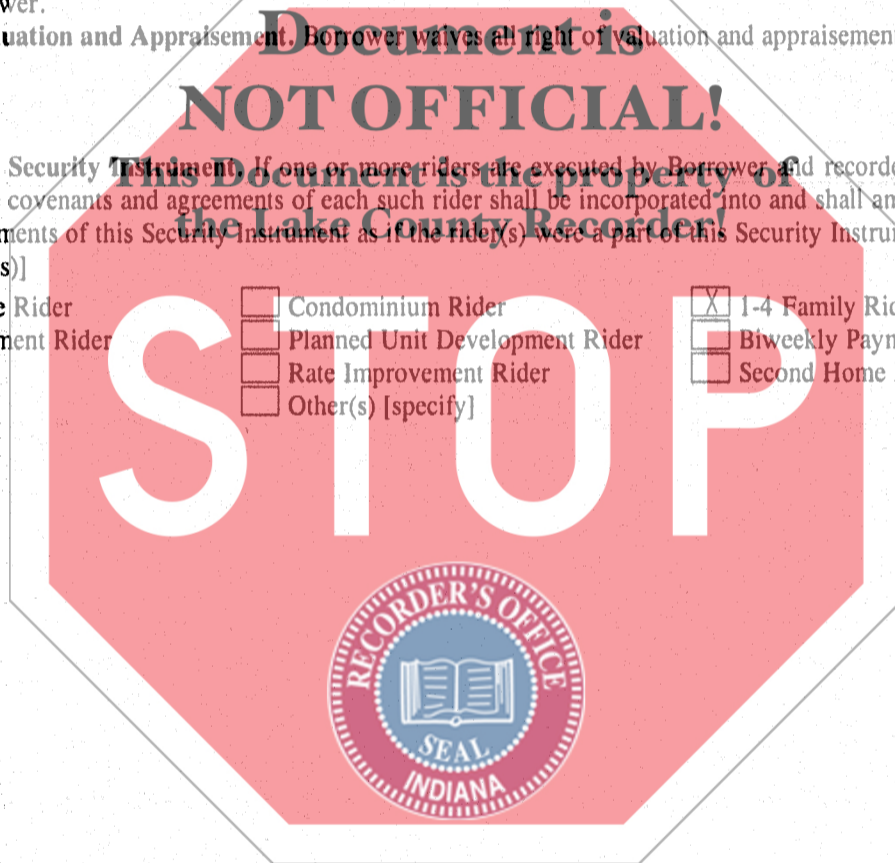 wer.
Document is
uation and Appraisement. Borrower waives all right of valuation and appraisement
NOT OFFICIAL!
Security Instrument. If one or more riders are executed by Borrower and recorde
This Document is the property of
covenants and agreements of each such rider shall be incorporated into and shall an
the Lake County Recorder!
ments of this Security Instrument as if the rider(s) were a part of this Security Instru
s)]
e Rider Condominium Rider X 1-4 Family Rid
ment Rider Planned Unit Development Rider Biweekly Payn
Rate Improvement Rider Second Home
Other(s) [specify]
STOP
RECORDER'S OFFICE
SEAL
INDIANA